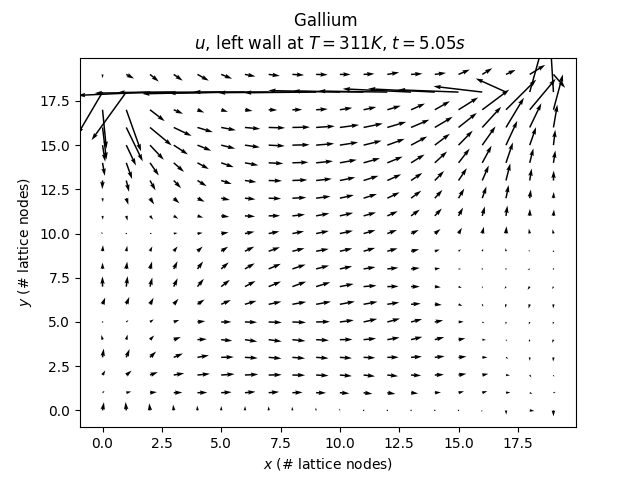 Gallium
u, left wall at T = 311K, t = 5.05s
17.5
15.0
12.5
10.0
7.5
5.0
2.5
0.0
y (# lattice nodes)
0.0 2.5 5.0 7.5 10.0 12.5 15.0 17.5
x (# lattice nodes)